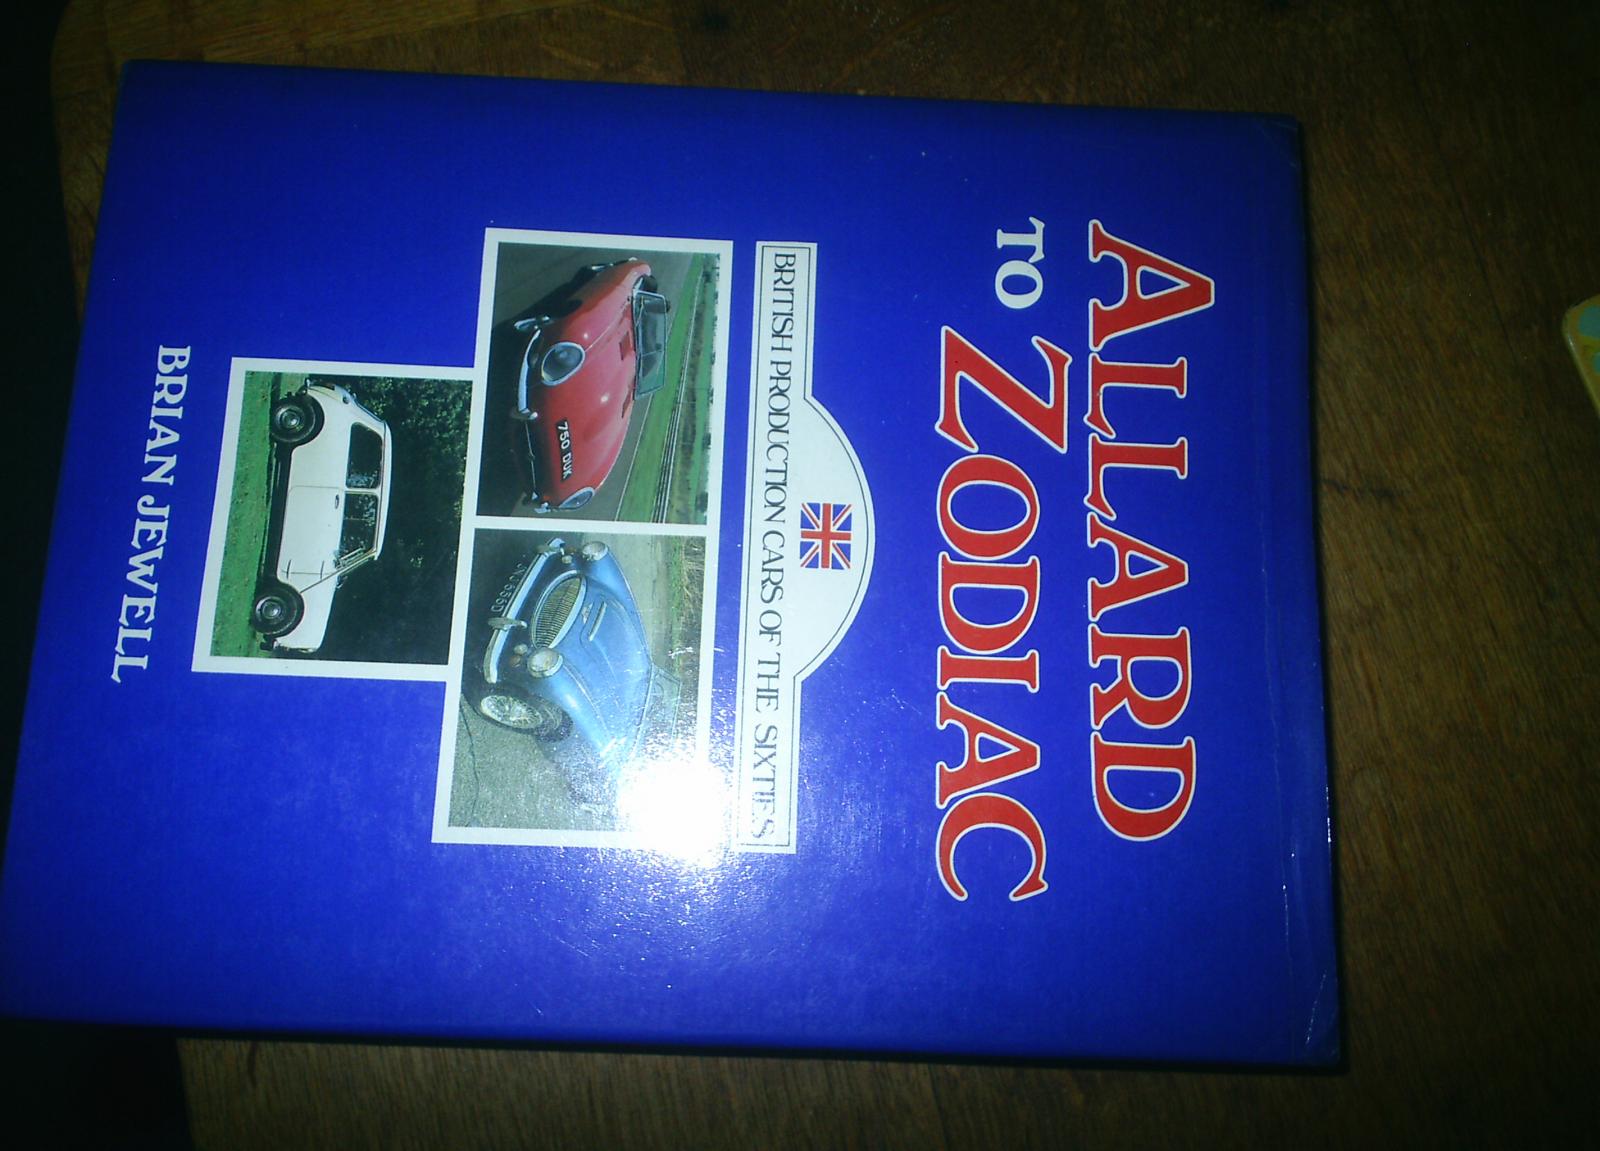 ALLARD
TO ZODIAC
BRITISH PRODUCTION CARS OF THE SIXTIES
750 DUK
BRIAN JEWELL